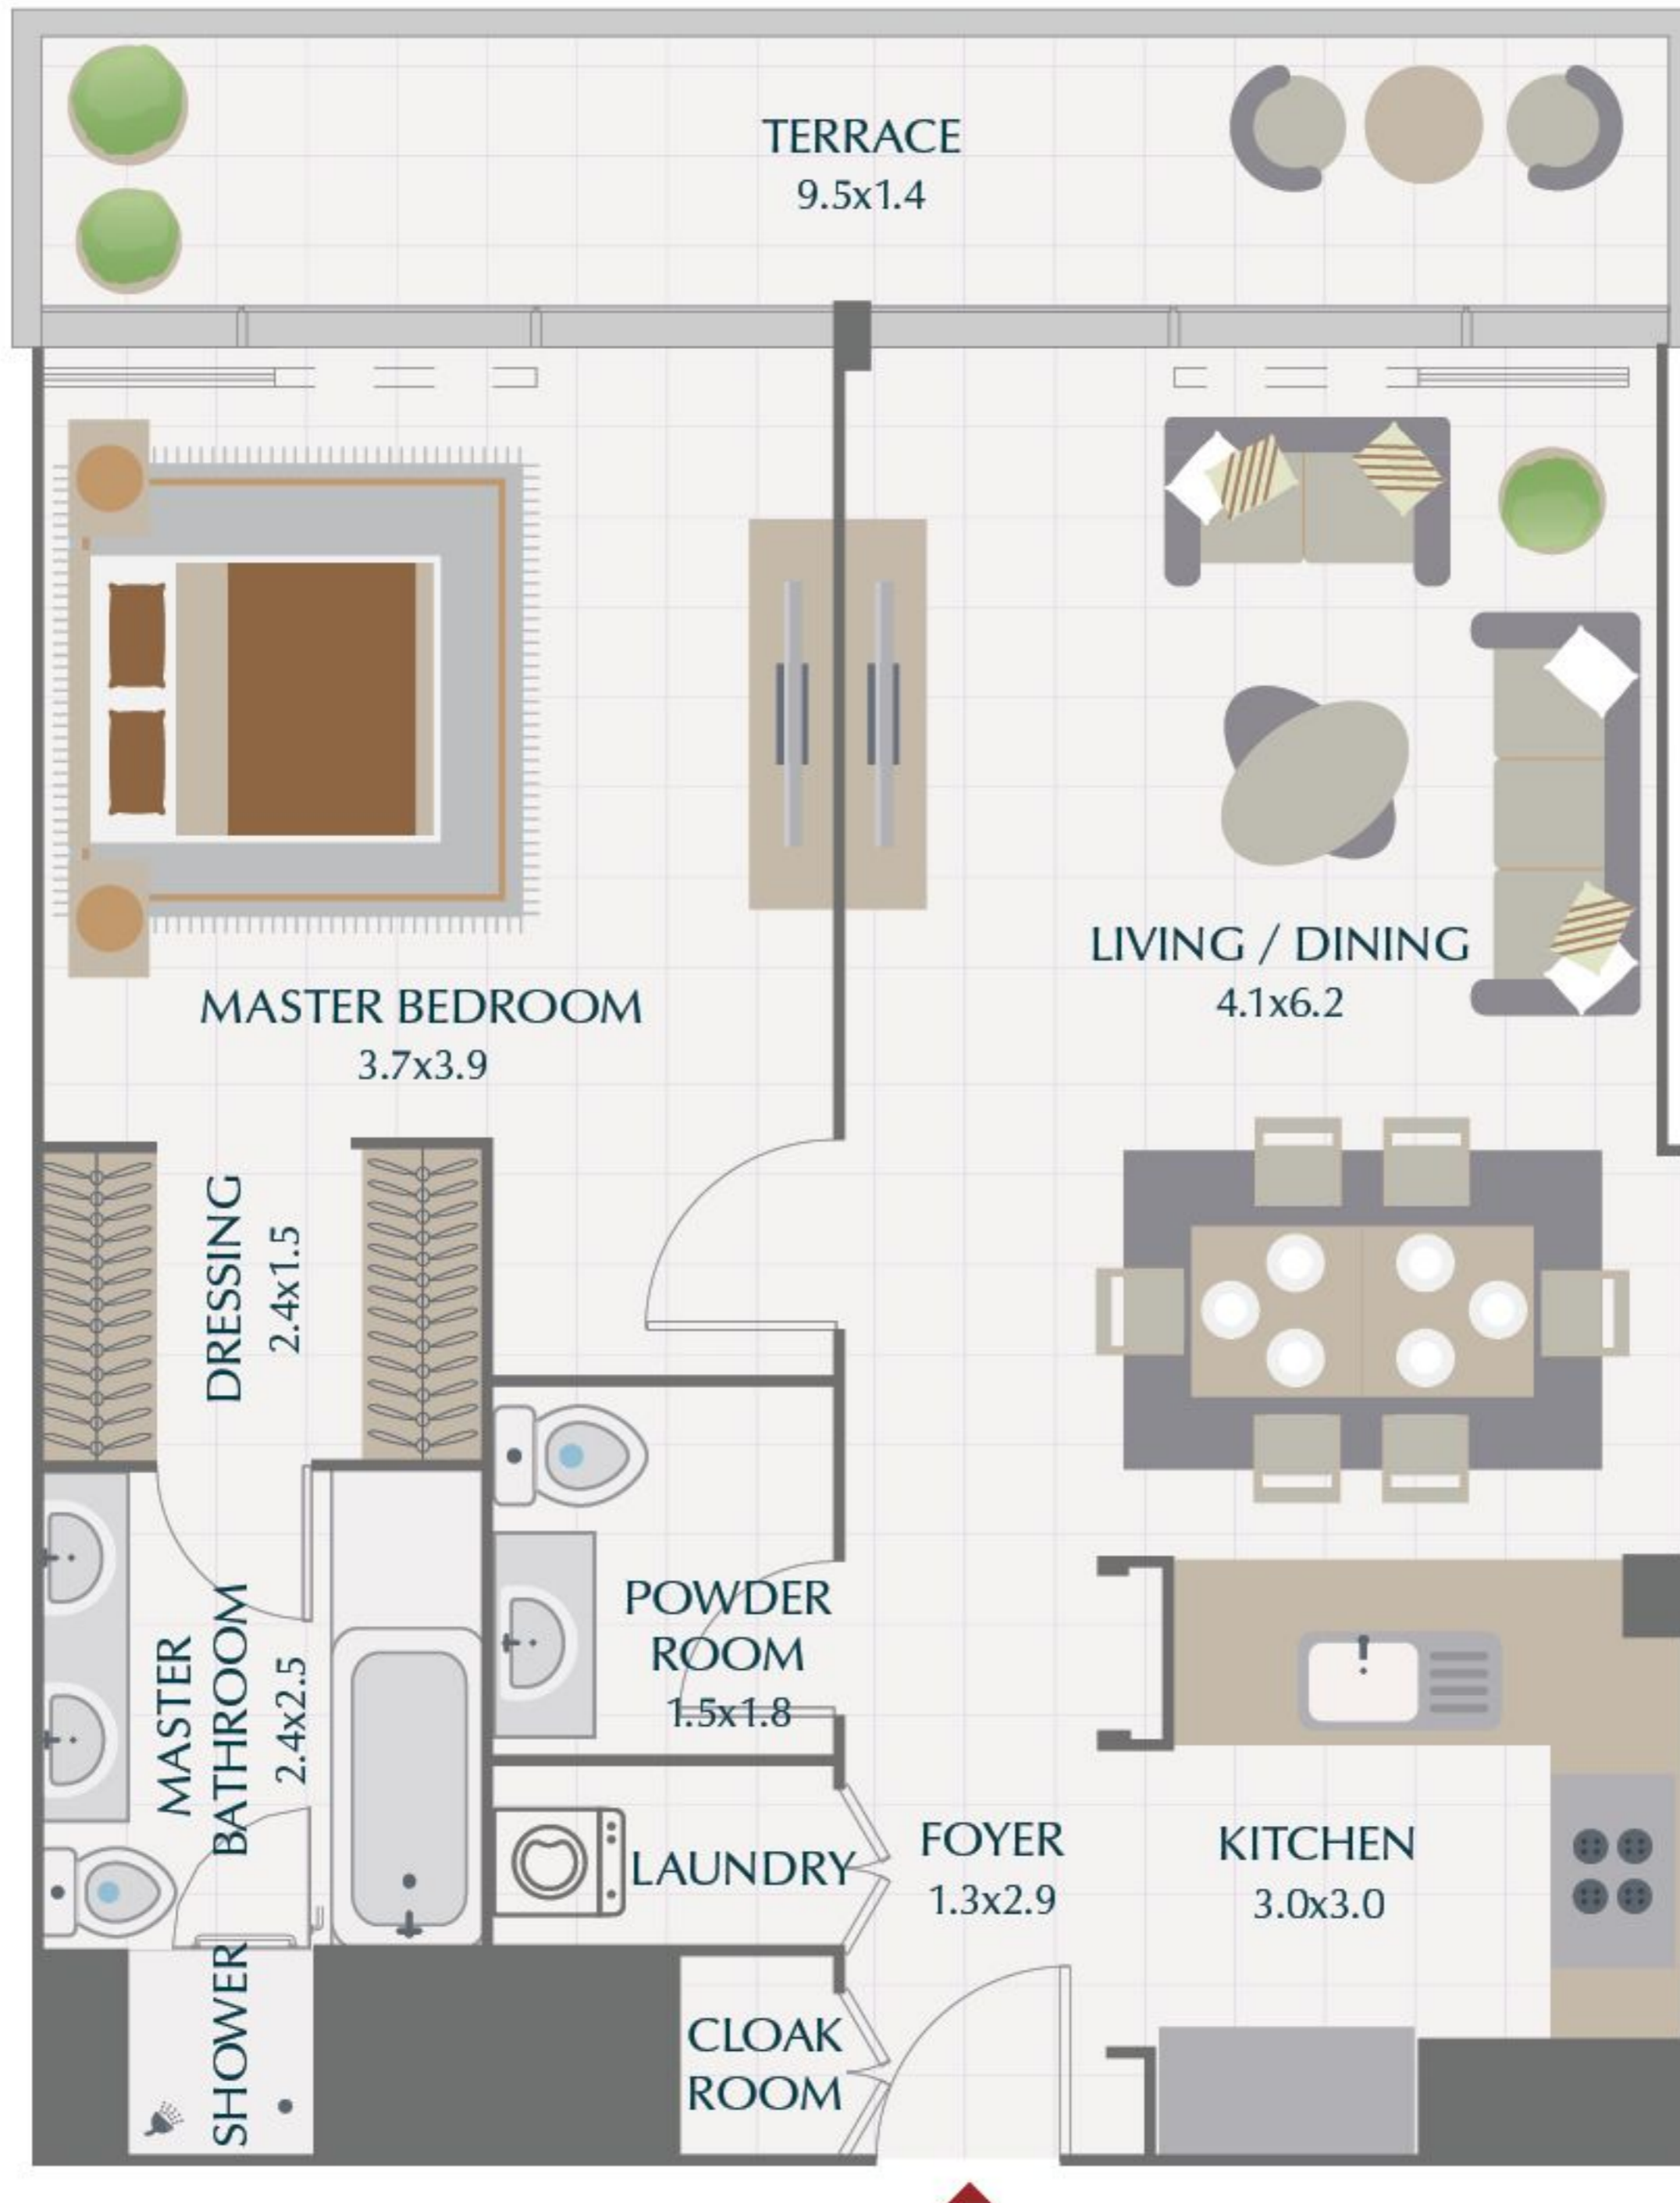 TERRACE
9.5x1.4
LIVING / DINING
4.1x6.2
MASTER BEDROOM
3.7x3.9
DRESSING
2.4x1.5
MASTER
BATHROOM
2.4x2.5
POWDER
ROOM
1.5x1.8
LAUNDRY
FOYER
1.3x2.9
KITCHEN
3.0x3.0
SHOWER
CLOAK
ROOM